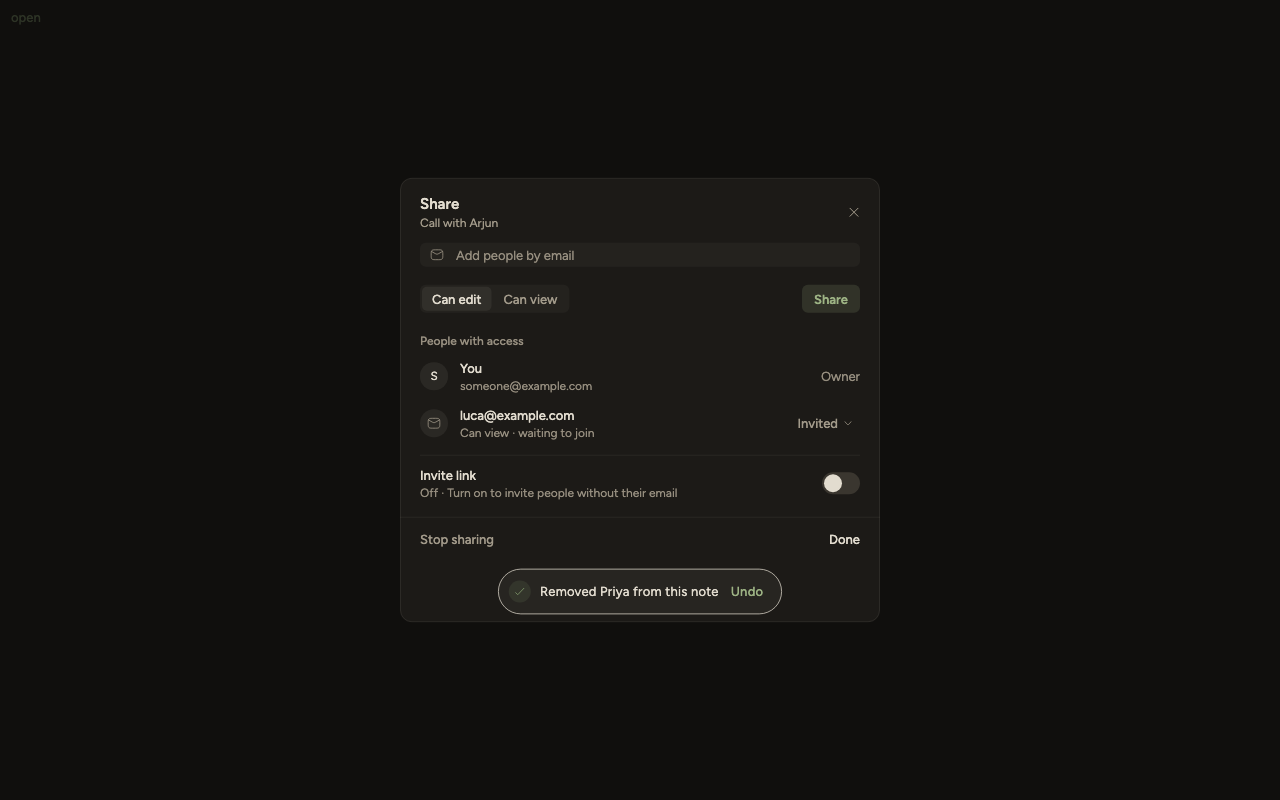 open
Share
Call with Arjun
Add people by email
Can edit Can view Share
People with access
S You
someone@example.com
Owner
luca@example.com
Can view · waiting to join
Invited
Invite link
Off · Turn on to invite people without their email
Stop sharing Done
Removed Priya from this note Undo